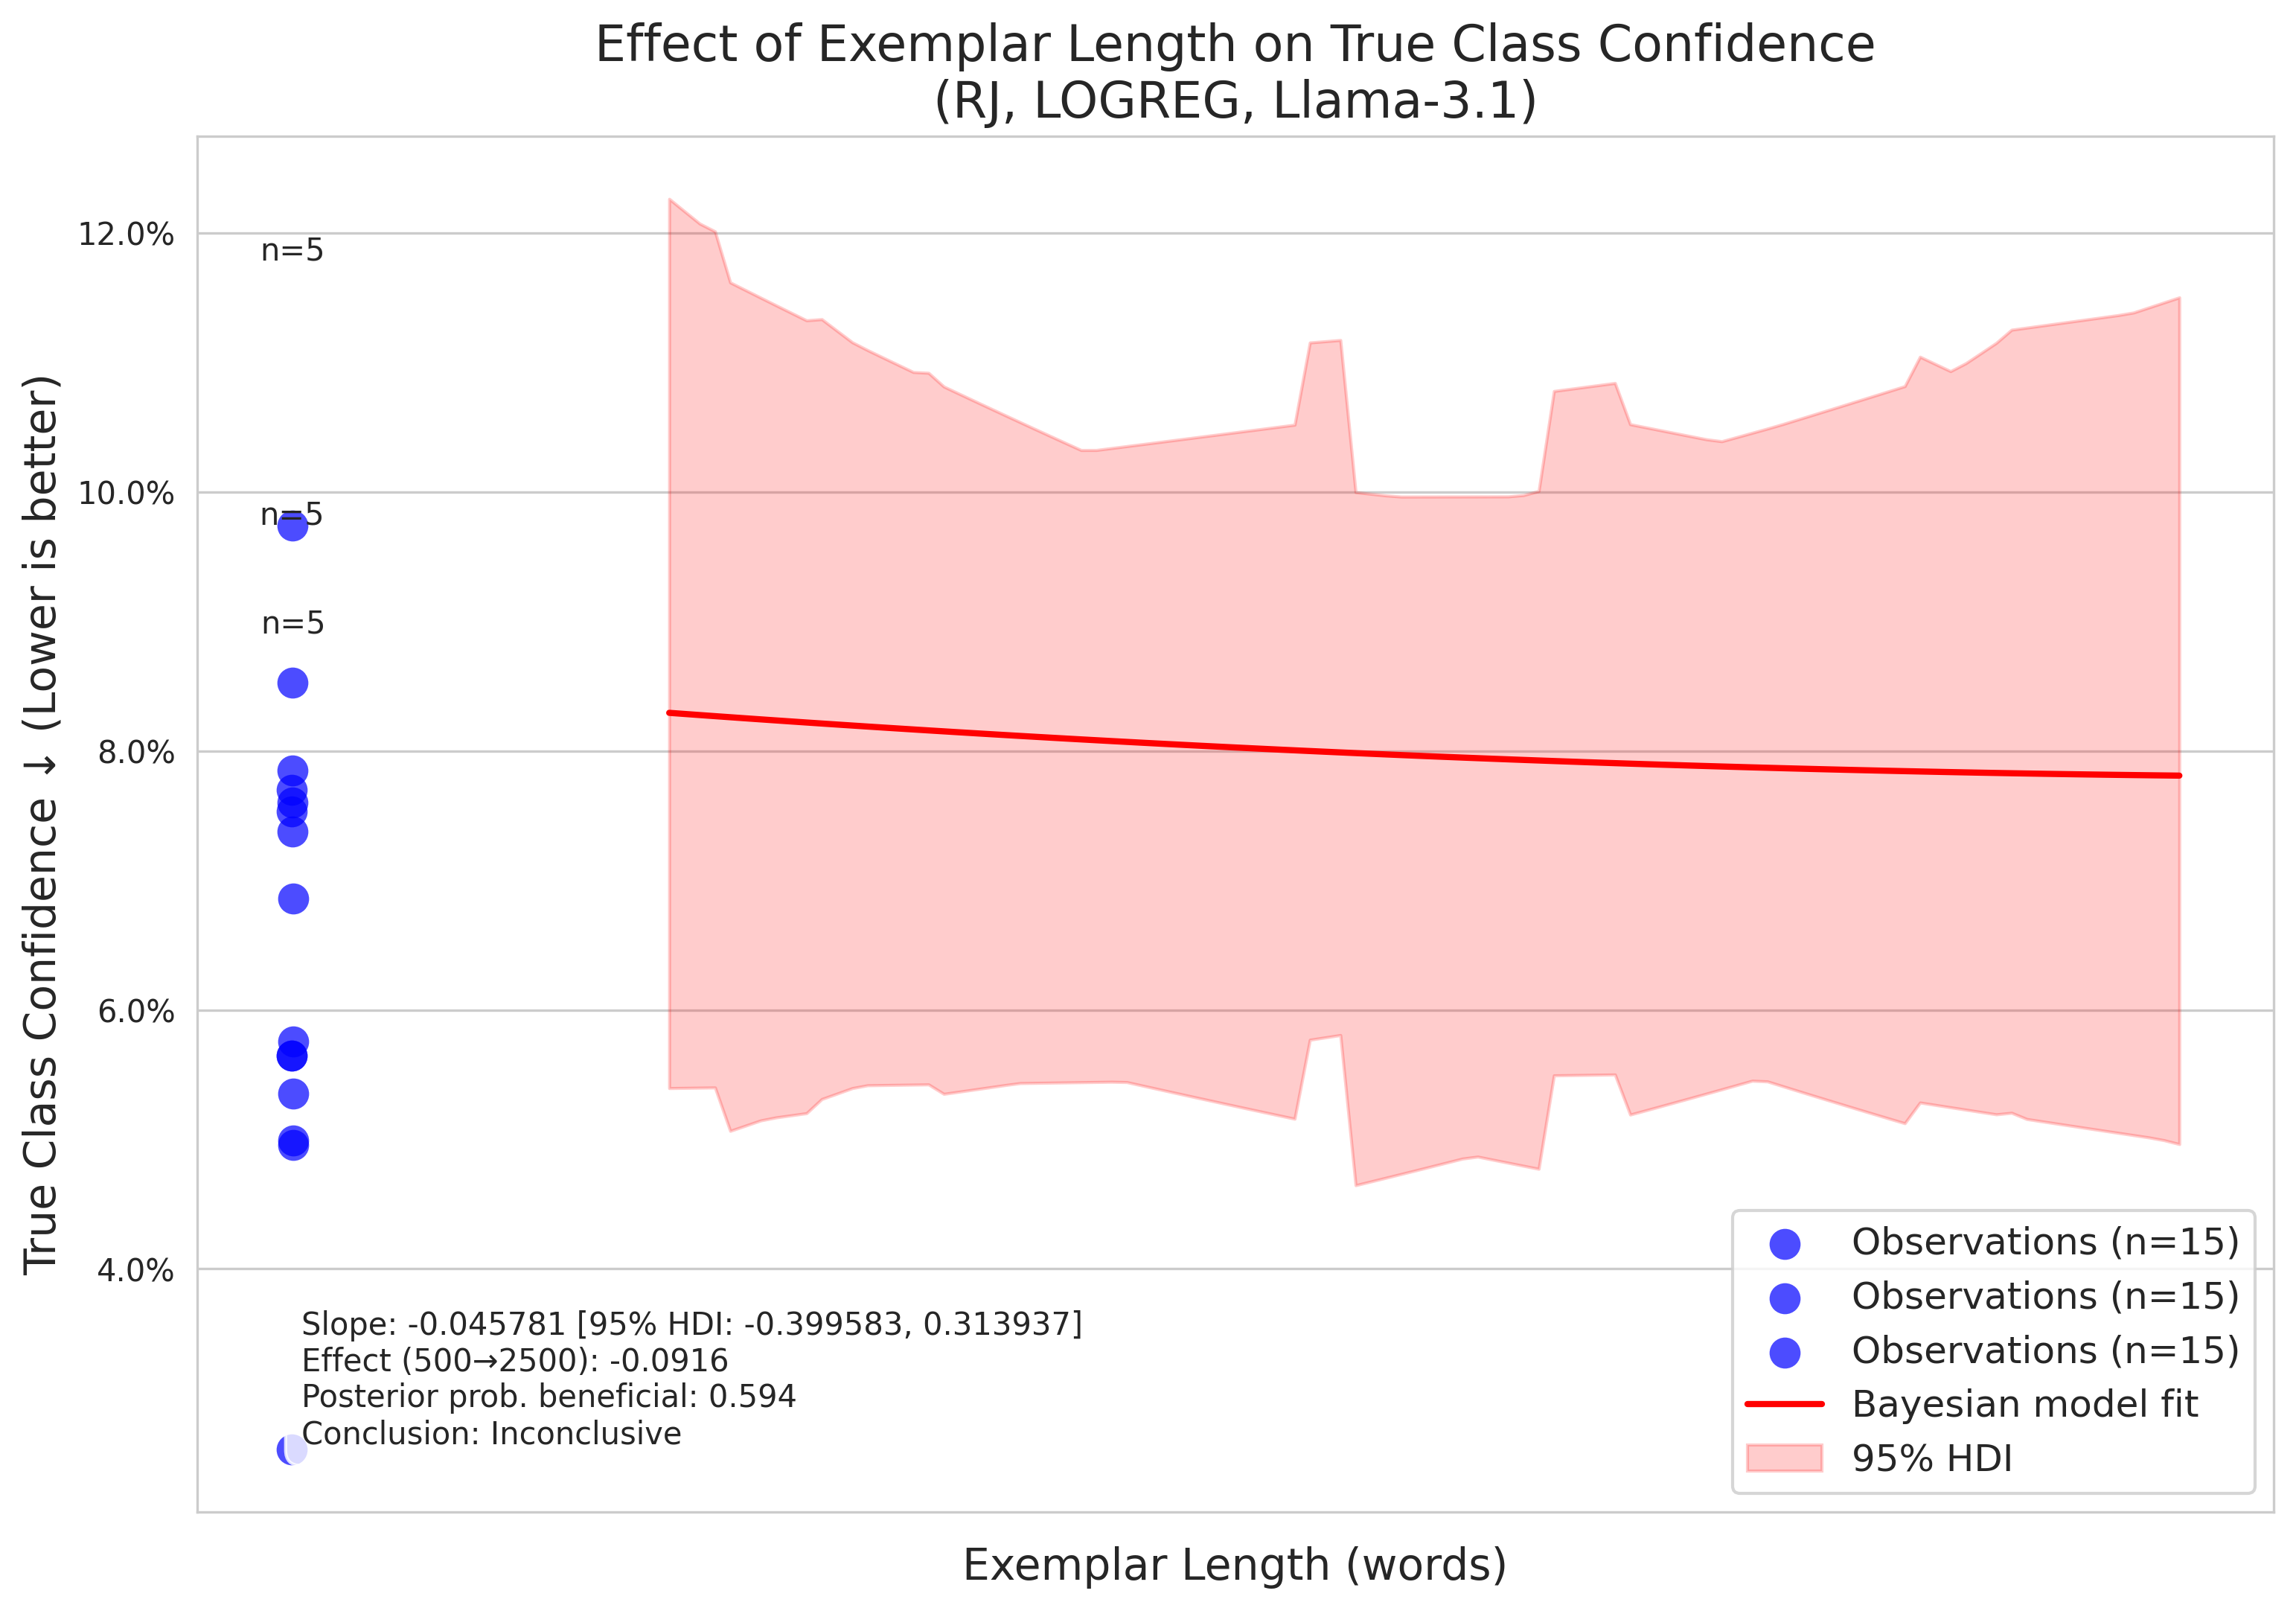 Effect of Exemplar Length on True Class Confidence
(RJ, LOGREG, Llama-3.1)
True Class Confidence ↓ (Lower is better)
12.0%
10.0%
8.0%
6.0%
4.0%
n=5
n=5
n=5
Slope: -0.045781 [95% HDI: -0.399583, 0.313937]
Effect (500→2500): -0.0916
Posterior prob. beneficial: 0.594
Conclusion: Inconclusive
Observations (n=15)
Observations (n=15)
Observations (n=15)
Bayesian model fit
95% HDI
Exemplar Length (words)